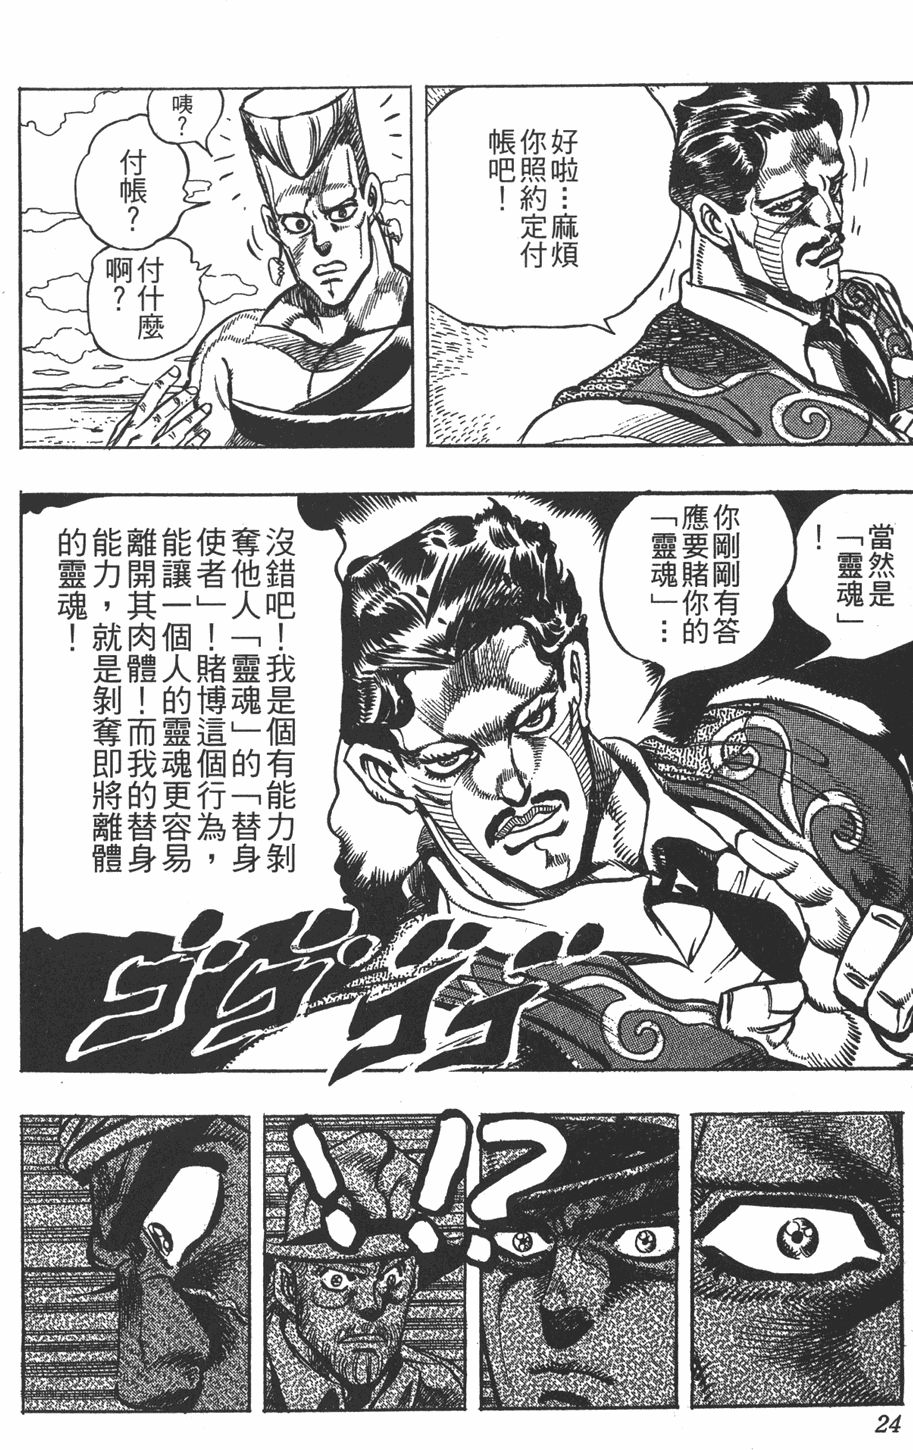 好啦…麻煩
你照約定付
帳吧！
咦？
付帳？
付什麼
啊？
當然是
「靈魂」
！
你剛剛有答
應要賭你的
「靈魂」…
沒錯吧！我是個有能力剝
奪他人「靈魂」的「替身
使者」！賭博這個行為，
能讓一個人的靈魂更容易
離開其肉體！而我的替身
能力，就是剝奪即將離體
的靈魂！
ゴゴゴゴ
?
!!
24